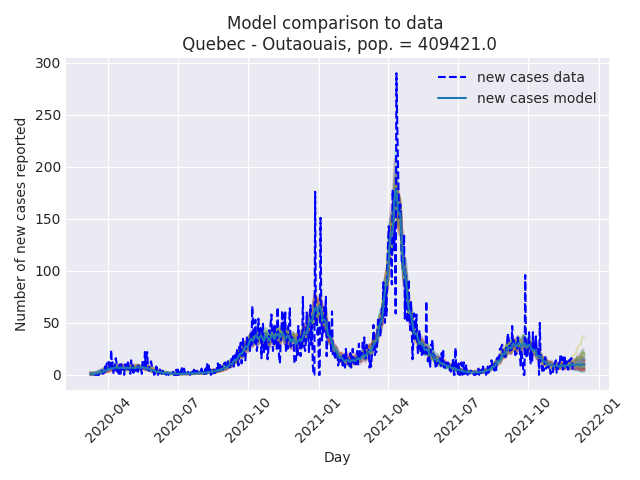 Model comparison to data
Quebec - Outaouais, pop. = 409421.0
300
250
200
150
100
50
0
Number of new cases reported
new cases data
new cases model
2020-04
2020-07
2020-10
2021-01
2021-04
2021-07
2021-10
2022-01
Day